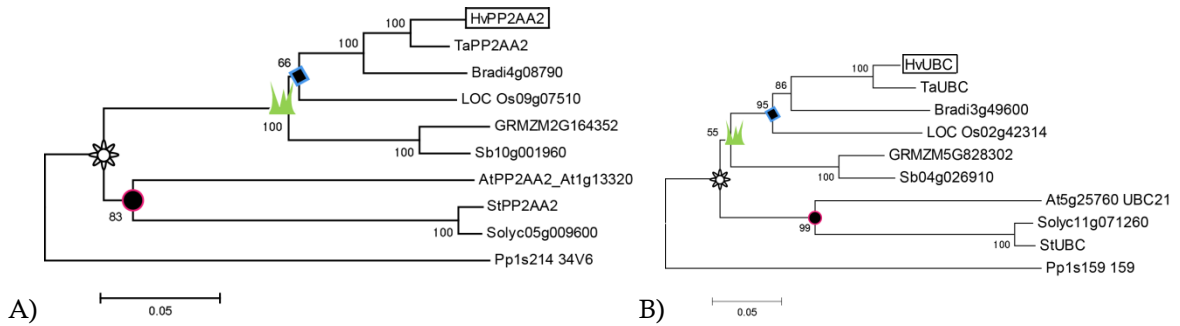 HvPP2AA2
100
TaPP2AA2
100
66
Bradi4g08790
LOC Os09g07510
100
GRMZM2G164352
100
Sb10g001960
AtPP2AA2_At1g13320
83
StPP2AA2
100
Solyc05g009600
Pp1s214 34V6
A)
0.05
HvUBC
100
TaUBC
86
95
Bradi3g49600
55
LOC Os02g42314
GRMZM5G828302
100
Sb04g026910
At5g25760 UBC21
99
Solyc11g071260
100
StUBC
Pp1s159 159
B)
0.05